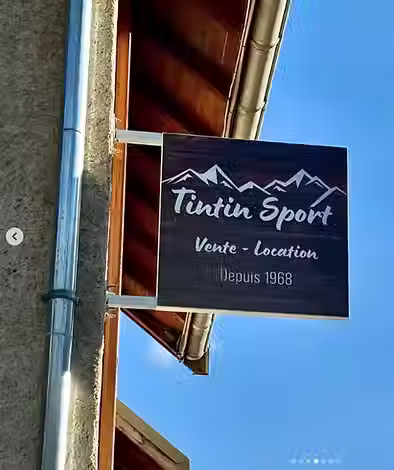 Tintin Sport
Vente - Location
Depuis 1968